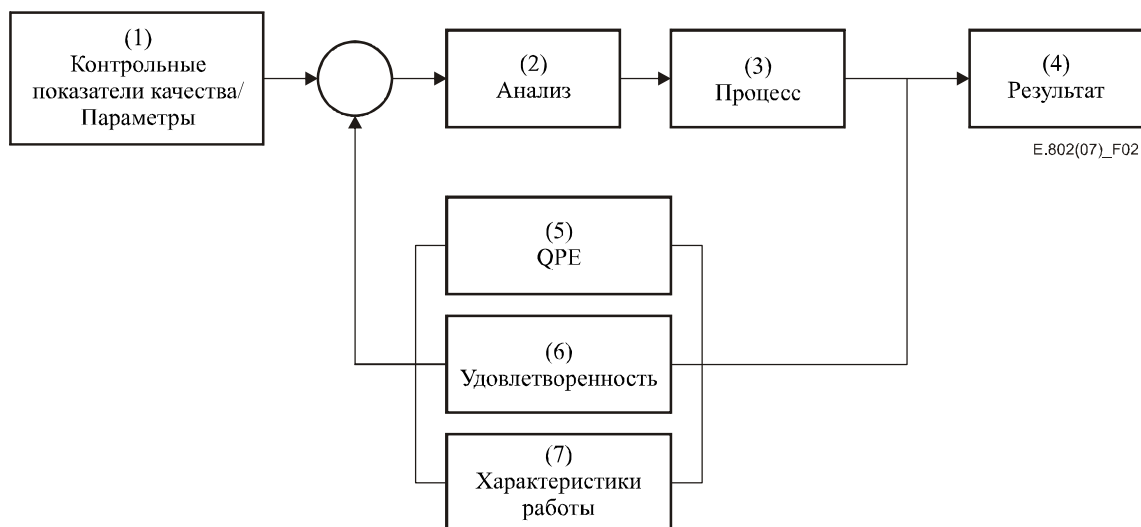 (1)
Контрольные
показатели качества/
Параметры
(2)
Анализ
(3)
Процесс
(4)
Результат
E.802(07)_F02
(5)
QPE
(6)
Удовлетворенность
(7)
Характеристики
работы